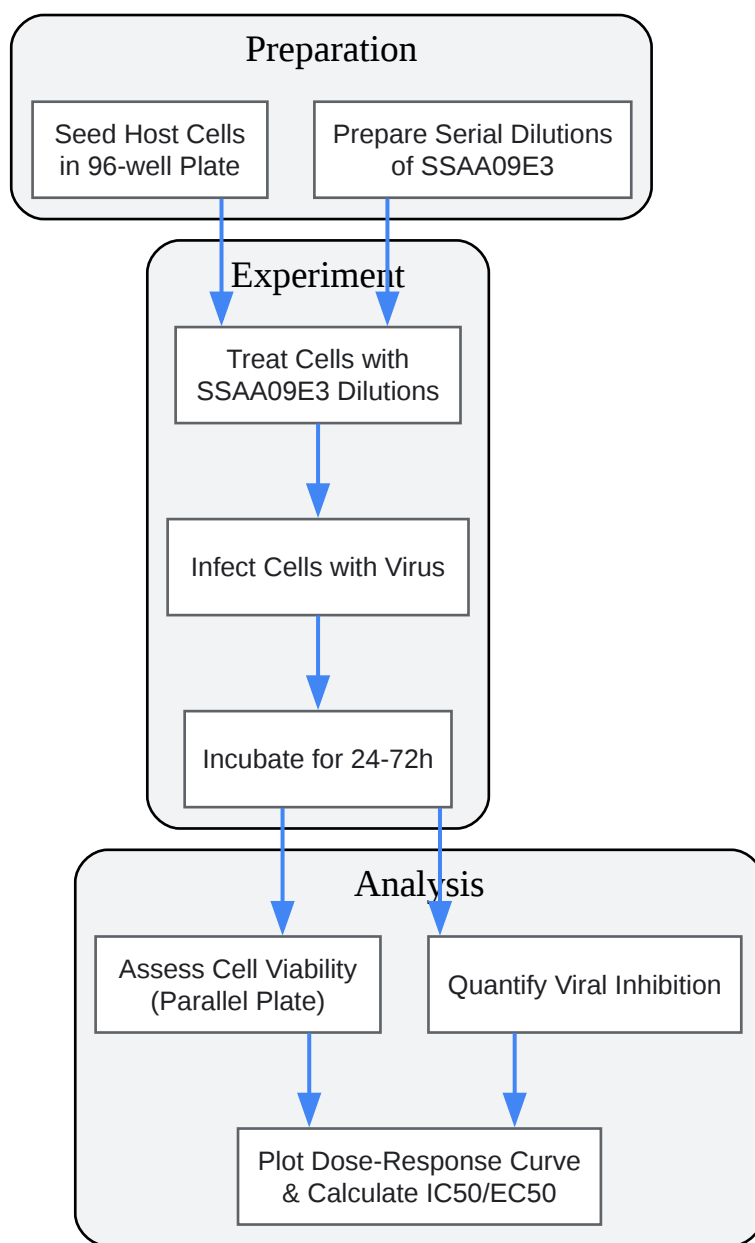 Preparation
Seed Host Cells
in 96-well Plate
Prepare Serial Dilutions
of SSAA09E3
Experiment
Treat Cells with
SSAA09E3 Dilutions
Infect Cells with Virus
Incubate for 24-72h
Analysis
Assess Cell Viability
(Parallel Plate)
Quantify Viral Inhibition
Plot Dose-Response Curve
& Calculate IC50/EC50